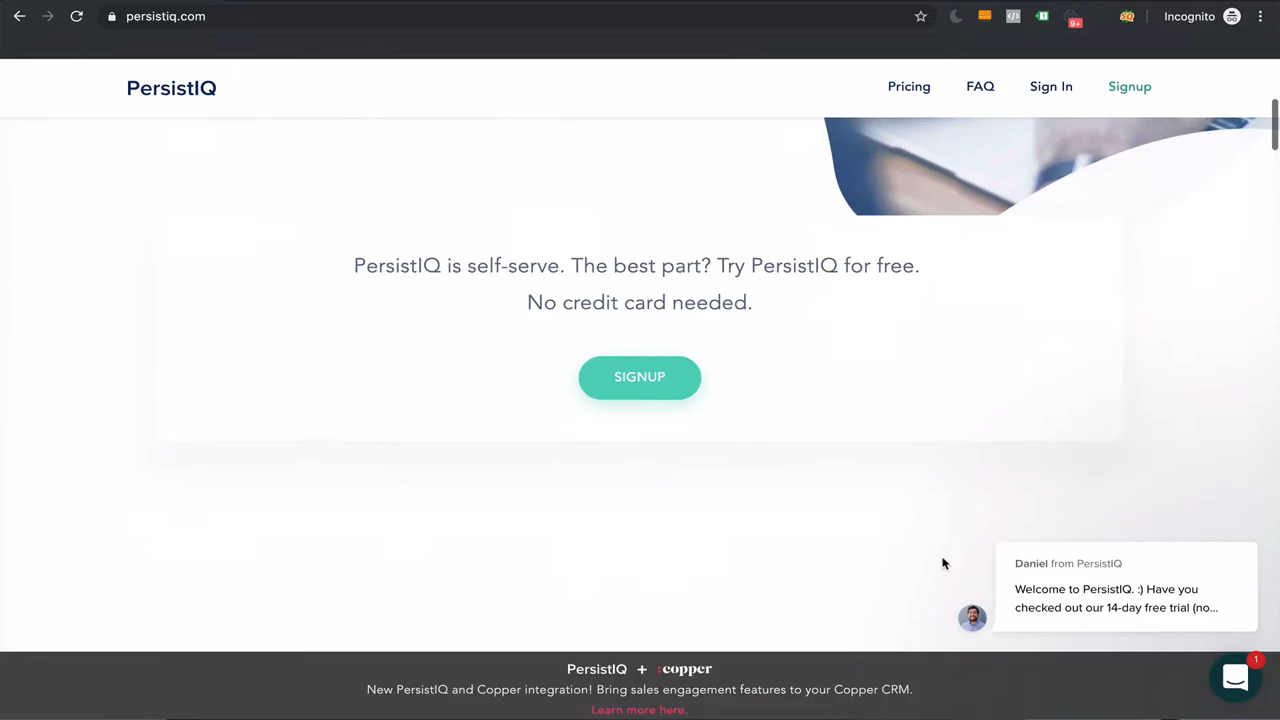 persistiq.com
9+
SQ
Incognito
PersistIQ
Pricing
FAQ
Sign In
Signup
PersistIQ is self-serve. The best part? Try PersistIQ for free.
No credit card needed.
SIGNUP
Daniel from PersistIQ
Welcome to PersistIQ. :) Have you
checked out our 14-day free trial (no...
1
PersistIQ + :copper
New PersistIQ and Copper integration! Bring sales engagement features to your Copper CRM.
Learn more here.